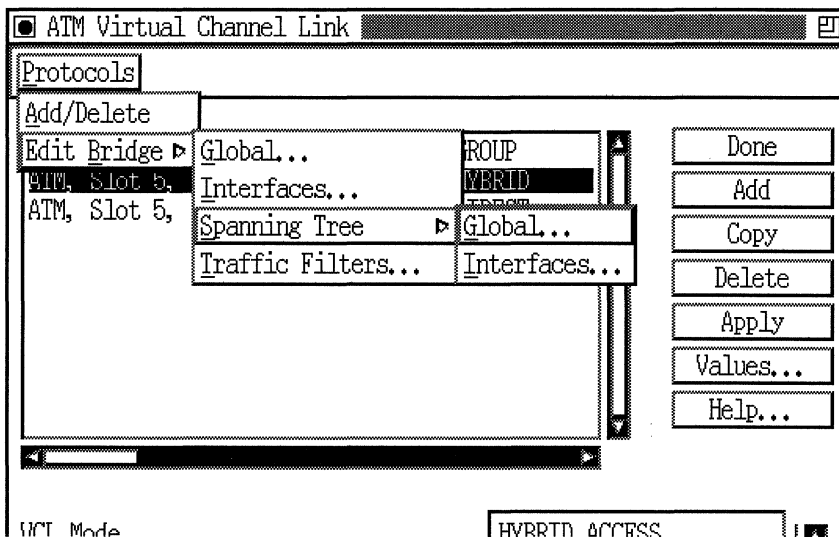 ATM Virtual Channel Link
Protocols
Add/Delete
Edit Bridge
Global...
Interfaces...
Spanning Tree
Traffic Filters...
Global...
Interfaces...
ROUP
YBRID
ATM, Slot 5,
ATM, Slot 5,
Done
Add
Copy
Delete
Apply
Values...
Help...
VCL Mode
HYBRID ACCESS